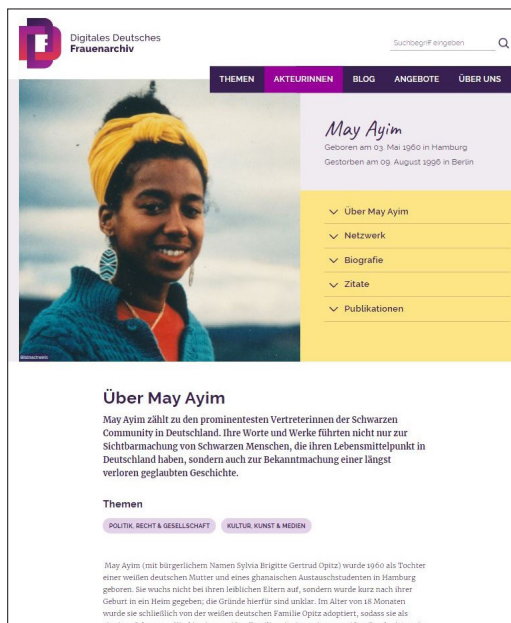 Digitales Deutsches
Frauenarchiv
Suchbegriff eingeben
THEMEN AKTEURINNEN BLOG ANGEBOTE ÜBER UNS
May Ayim
Geboren am 03. Mai 1960 in Hamburg
Gestorben am 09. August 1996 in Berlin
Über May Ayim
Netzwerk
Biografie
Zitate
Publikationen
Bildnachweis
Über May Ayim
May Ayim zählt zu den prominentesten Vertreterinnen der Schwarzen
Community in Deutschland. Ihre Worte und Werke führten nicht nur zur
Sichtbarmachung von Schwarzen Menschen, die ihren Lebensmittelpunkt in
Deutschland haben, sondern auch zur Bekanntmachung einer längst
verloren geglaubten Geschichte.
Themen
POLITIK, RECHT & GESELLSCHAFT KULTUR, KUNST & MEDIEN
May Ayim (mit bürgerlichem Namen Sylvia Brigitte Gertrud Opitz) wurde 1960 als Tochter
einer weißen deutschen Mutter und eines ghanaischen Austauschstudenten in Hamburg
geboren. Sie wuchs nicht bei ihren leiblichen Eltern auf, sondern wurde kurz nach ihrer
Geburt in ein Heim gegeben; die Gründe hierfür sind unklar. Im Alter von 18 Monaten
wurde sie schließlich von der weißen deutschen Familie Opitz adoptiert, sodass sie als